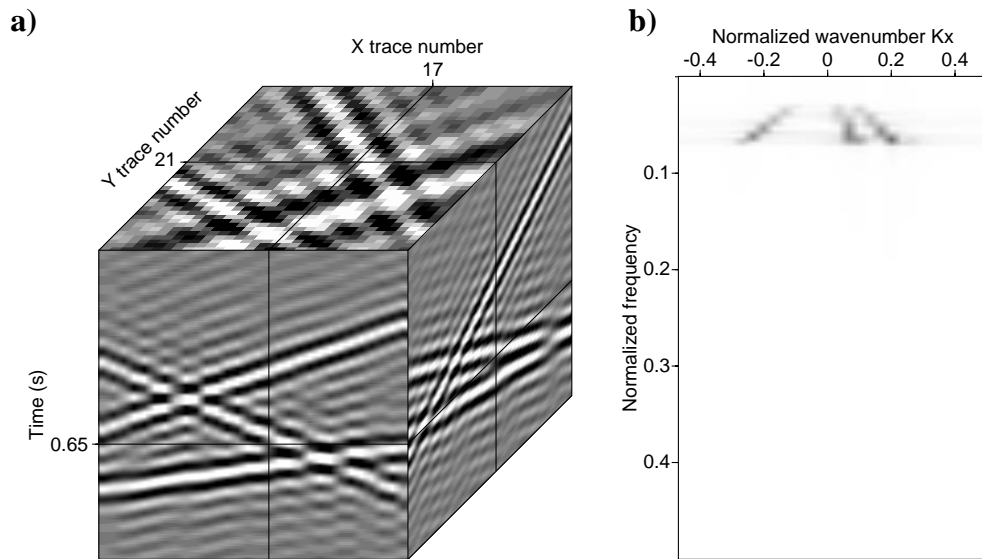 a)
X trace number
17
Y trace number
21
Time (s)
0.65
b)
Normalized wavenumber Kx
-0.4 -0.2 0 0.2 0.4
Normalized frequency
0.1
0.2
0.3
0.4